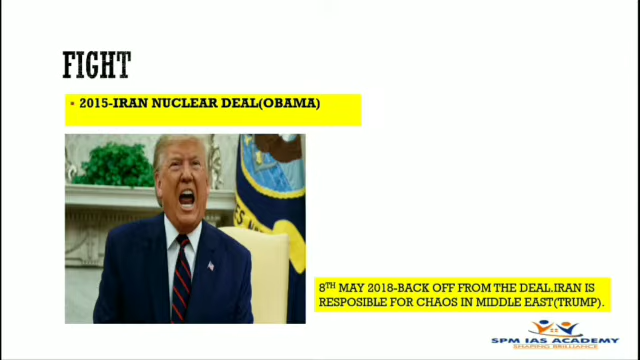 FIGHT
2015-IRAN NUCLEAR DEAL(OBAMA)
8TH MAY 2018-BACK OFF FROM THE DEAL.IRAN IS
RESPOSIBLE FOR CHAOS IN MIDDLE EAST(TRUMP).
SPM IAS ACADEMY
SHAPING BRILLIANCE